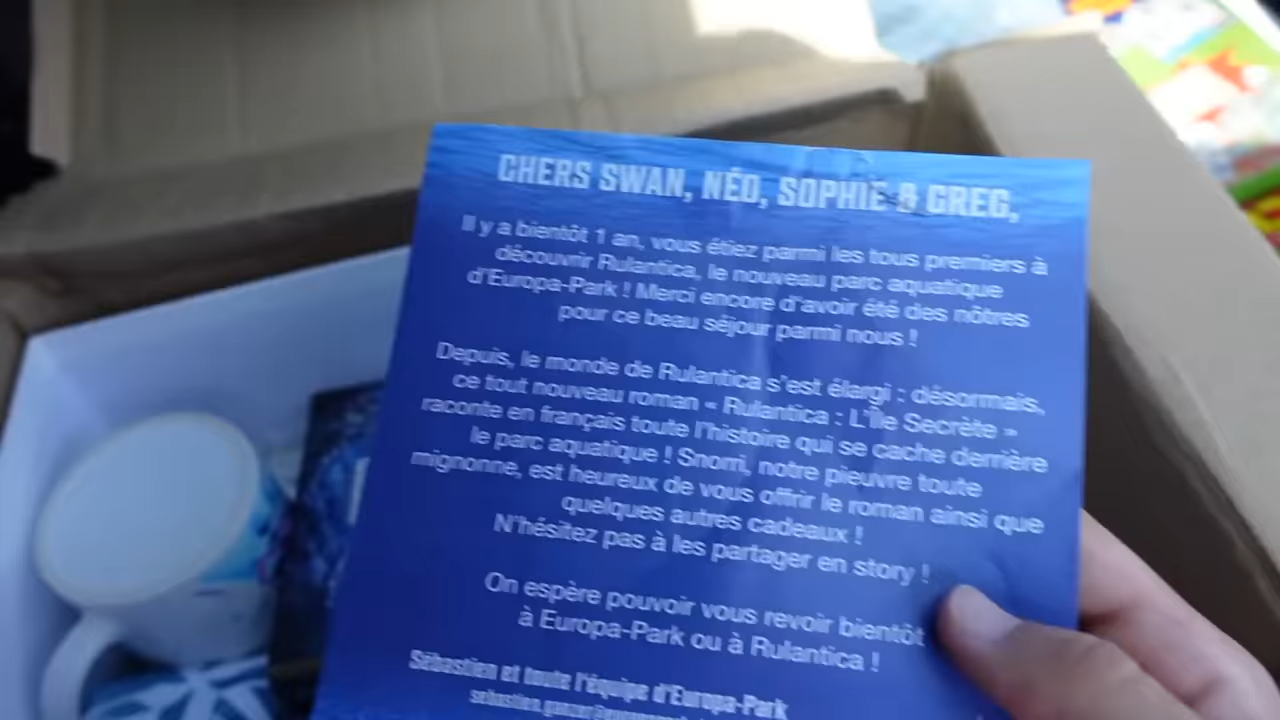 CHERS SWAN, NÉO, SOPHIE & GREG,
Il y a bientôt 1 an, vous étiez parmi les tous premiers à
découvrir Rulantica, le nouveau parc aquatique
d'Europa-Park ! Merci encore d'avoir été des nôtres
pour ce beau séjour parmi nous !
Depuis, le monde de Rulantica s'est élargi : désormais,
ce tout nouveau roman « Rulantica : L'Île Secrète »
raconte en français toute l'histoire qui se cache derrière
le parc aquatique ! Snorri, notre pieuvre toute
mignonne, est heureux de vous offrir le roman ainsi que
quelques autres cadeaux !
N'hésitez pas à les partager en story !
On espère pouvoir vous revoir bientôt
à Europa-Park ou à Rulantica !
Sébastien et toute l'équipe d'Europa-Park